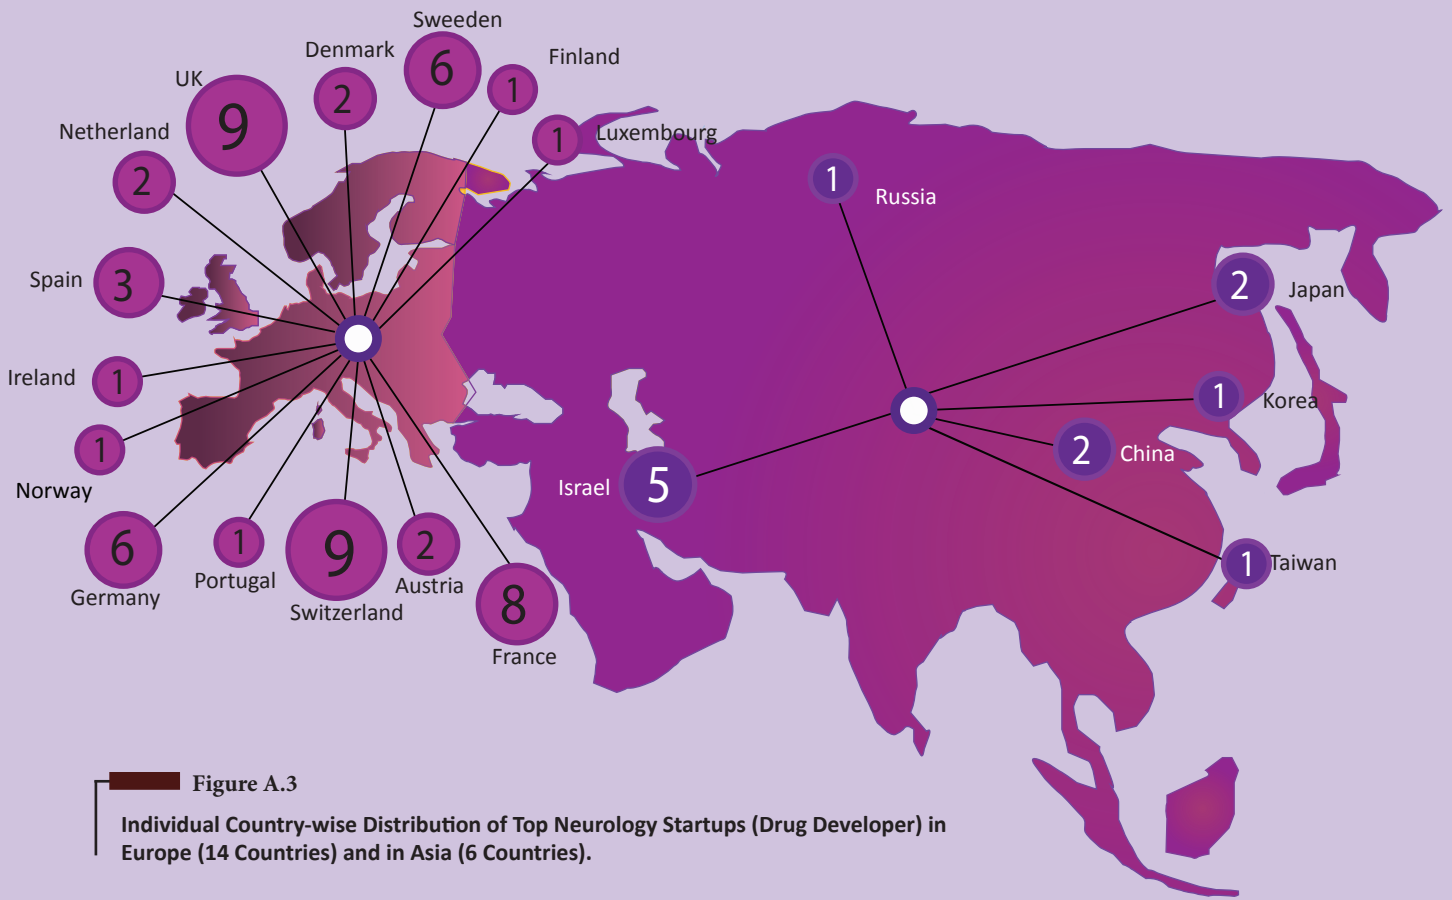 Sweeden
6
Denmark
2
Finland
1
UK
9
Luxembourg
1
Netherland
2
Spain
3
Ireland
1
1
Norway
6
Germany
1
Portugal
9
Switzerland
2
Austria
8
France
1
Russia
2
Japan
1
Korea
2
China
Israel
5
1
Taiwan
Figure A.3
Individual Country-wise Distribution of Top Neurology Startups (Drug Developer) in
Europe (14 Countries) and in Asia (6 Countries).